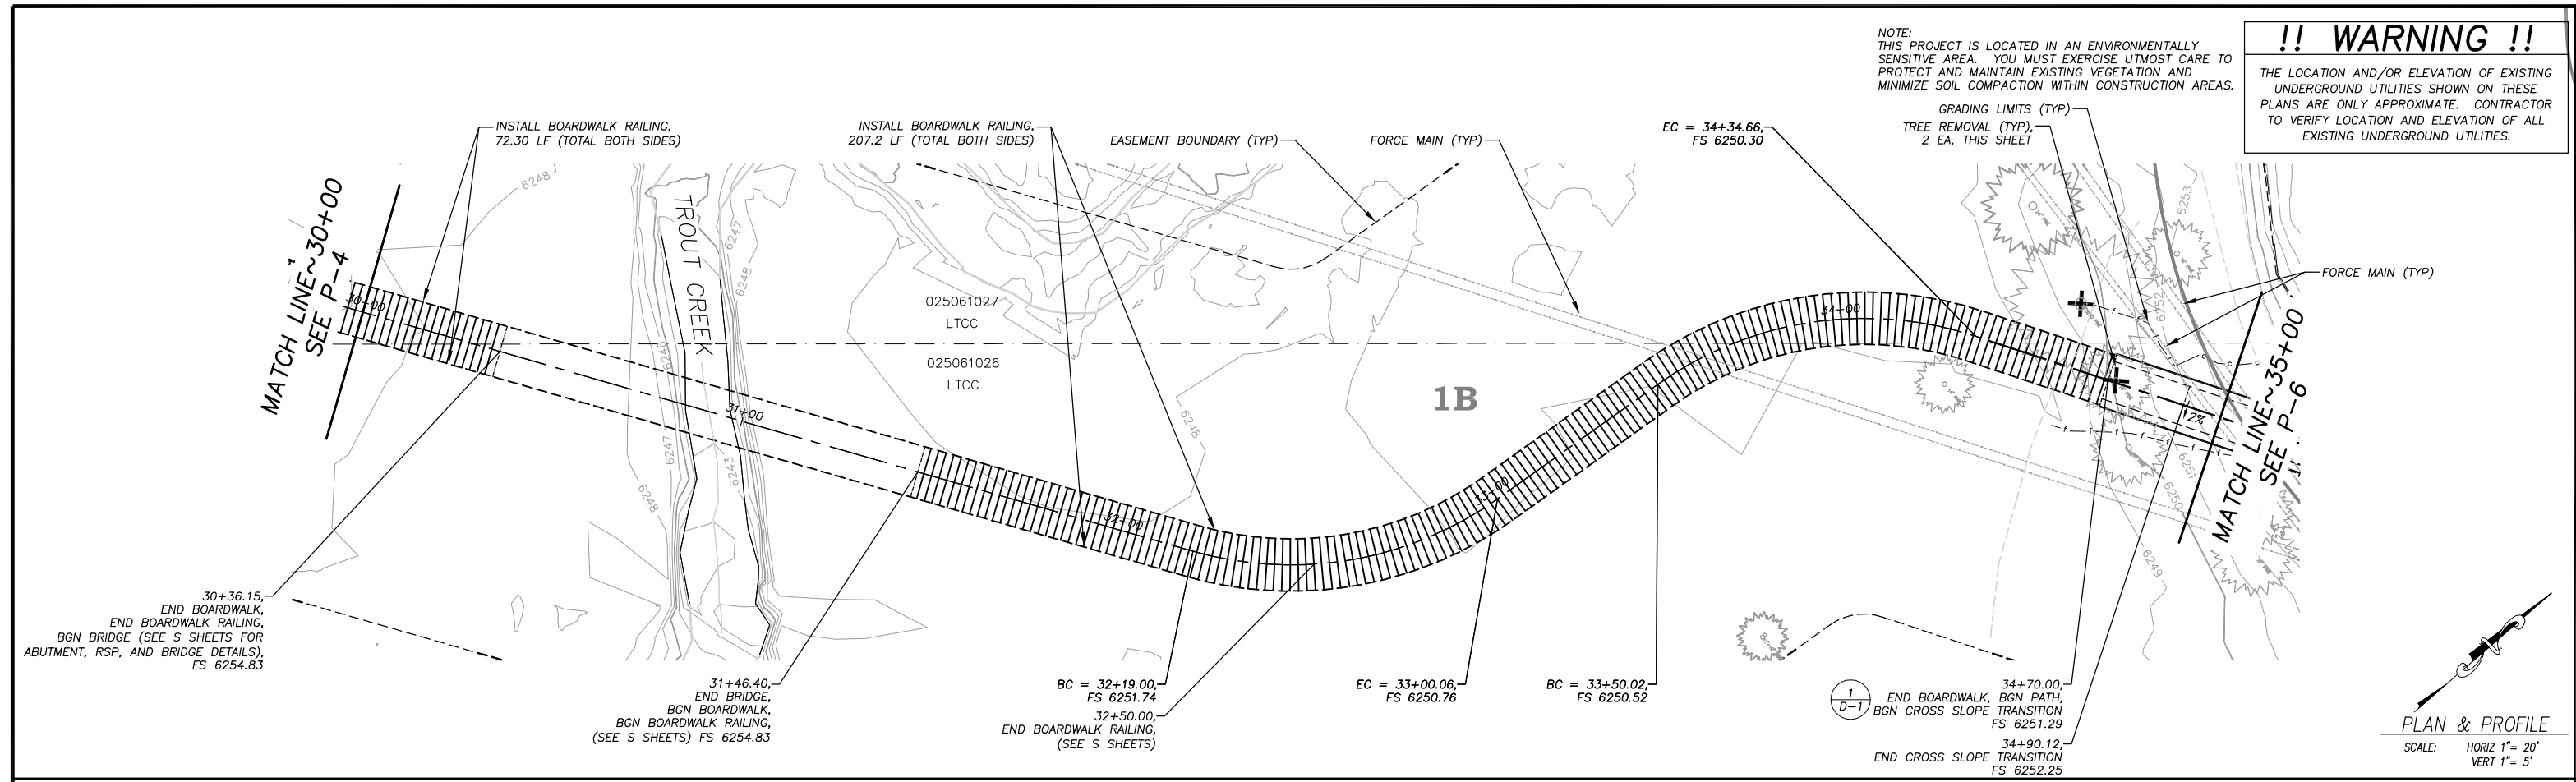 NOTE:
THIS PROJECT IS LOCATED IN AN ENVIRONMENTALLY
SENSITIVE AREA. YOU MUST EXERCISE UTMOST CARE TO
PROTECT AND MAINTAIN EXISTING VEGETATION AND
MINIMIZE SOIL COMPACTION WITHIN CONSTRUCTION AREAS.
!! WARNING !!
THE LOCATION AND/OR ELEVATION OF EXISTING
UNDERGROUND UTILITIES SHOWN ON THESE
PLANS ARE ONLY APPROXIMATE. CONTRACTOR
TO VERIFY LOCATION AND ELEVATION OF ALL
EXISTING UNDERGROUND UTILITIES.
INSTALL BOARDWALK RAILING,
72.30 LF (TOTAL BOTH SIDES)
INSTALL BOARDWALK RAILING,
207.2 LF (TOTAL BOTH SIDES)
EASEMENT BOUNDARY (TYP)
FORCE MAIN (TYP)
EC = 34+34.66,
FS 6250.30
GRADING LIMITS (TYP)
TREE REMOVAL (TYP),
2 EA, THIS SHEET
FORCE MAIN (TYP)
MATCH LINE~30+00
SEE P-4
30+00
6248
TROUT CREEK
6247
6248
6246
6247
6243
6248
31+00
025061027
LTCC
025061026
LTCC
6248
32+00
33+00
1B
34+00
6253
6252
6251
6250
6249
2%
MATCH LINE~35+00
SEE P-6
30+36.15,
END BOARDWALK,
END BOARDWALK RAILING,
BGN BRIDGE (SEE S SHEETS FOR
ABUTMENT, RSP, AND BRIDGE DETAILS),
FS 6254.83
31+46.40,
END BRIDGE,
BGN BOARDWALK,
BGN BOARDWALK RAILING,
(SEE S SHEETS) FS 6254.83
BC = 32+19.00,
FS 6251.74
32+50.00,
END BOARDWALK RAILING,
(SEE S SHEETS)
EC = 33+00.06,
FS 6250.76
BC = 33+50.02,
FS 6250.52
1
D-1
34+70.00,
END BOARDWALK, BGN PATH,
BGN CROSS SLOPE TRANSITION
FS 6251.29
34+90.12,
END CROSS SLOPE TRANSITION
FS 6252.25
PLAN & PROFILE
SCALE: HORIZ 1"= 20'
VERT 1"= 5'